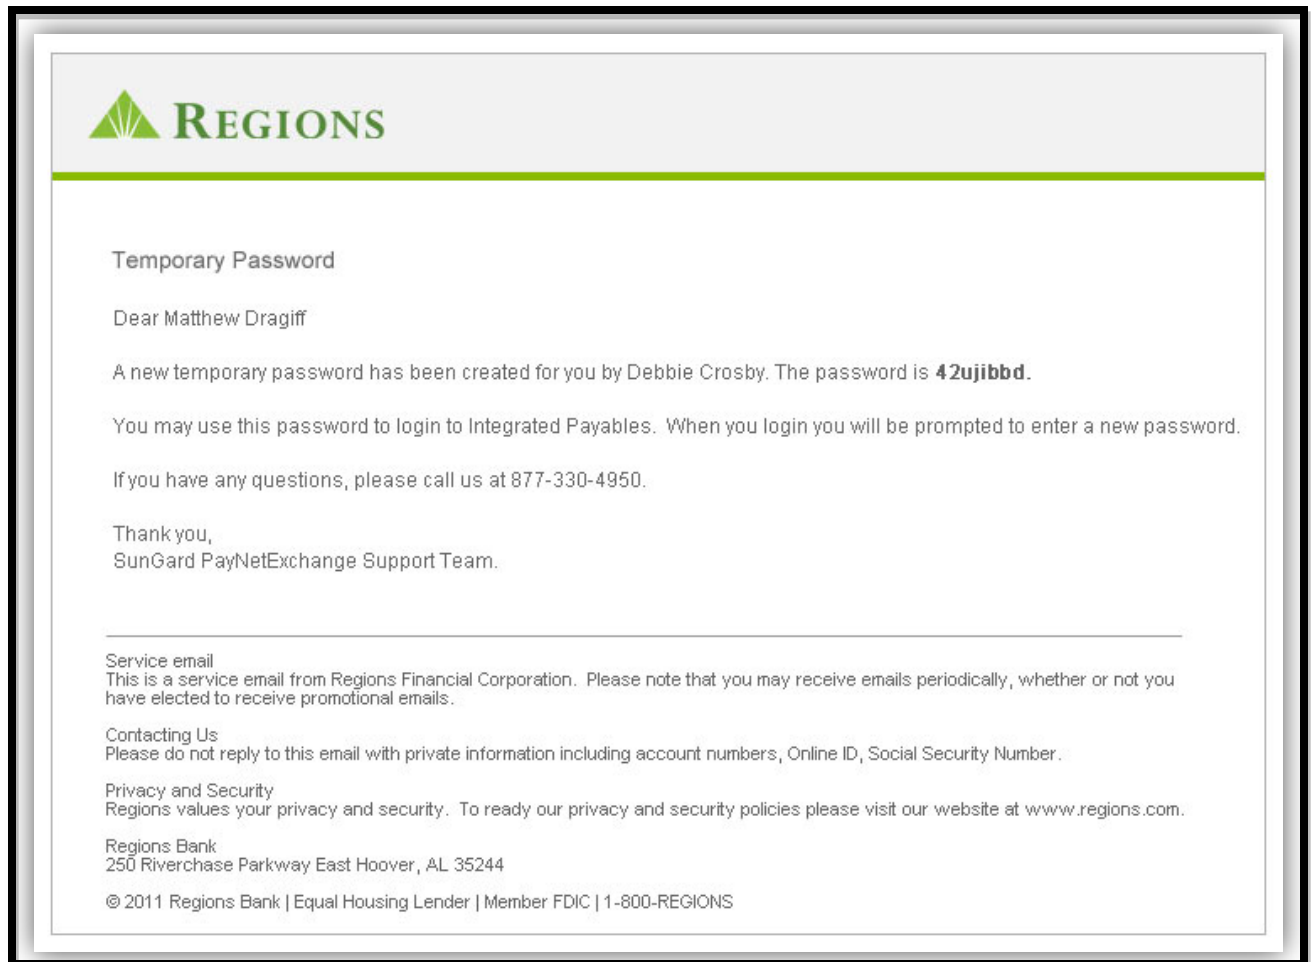 REGIONS
Temporary Password
Dear Matthew Dragiff
A new temporary password has been created for you by Debbie Crosby. The password is 42ujibbd.
You may use this password to login to Integrated Payables. When you login you will be prompted to enter a new password.
If you have any questions, please call us at 877-330-4950.
Thank you,
SunGard PayNetExchange Support Team.
Service email
This is a service email from Regions Financial Corporation. Please note that you may receive emails periodically, whether or not you
have elected to receive promotional emails.
Contacting Us
Please do not reply to this email with private information including account numbers, Online ID, Social Security Number.
Privacy and Security
Regions values your privacy and security. To ready our privacy and security policies please visit our website at www.regions.com.
Regions Bank
250 Riverchase Parkway East Hoover, AL 35244
© 2011 Regions Bank | Equal Housing Lender | Member FDIC | 1-800-REGIONS